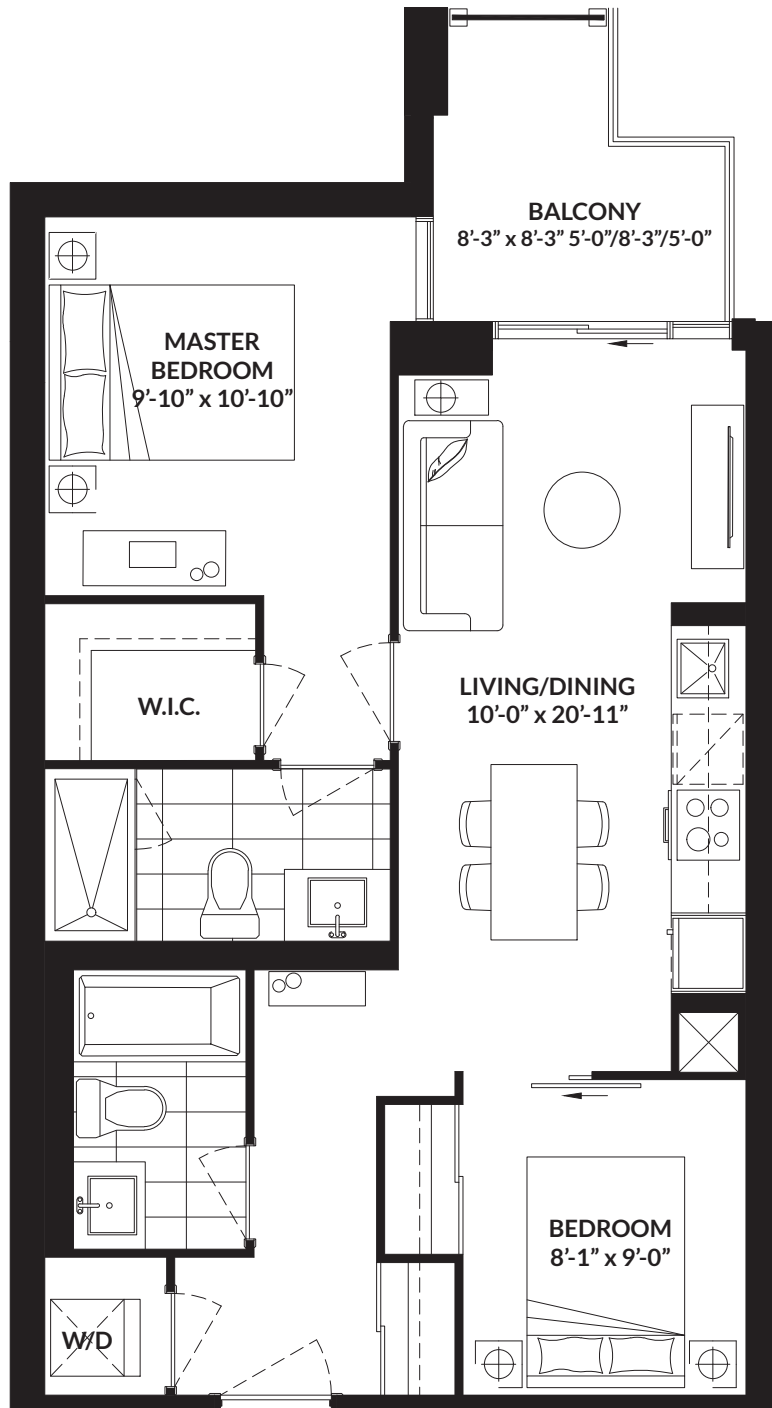 BALCONY
8'-3” x 8'-3” 5'-0”/8'-3”/5'-0”
MASTER
BEDROOM
9'-10” x 10'-10”
W.I.C.
LIVING/DINING
10'-0” x 20'-11”
BEDROOM
8'-1” x 9'-0”
W/D